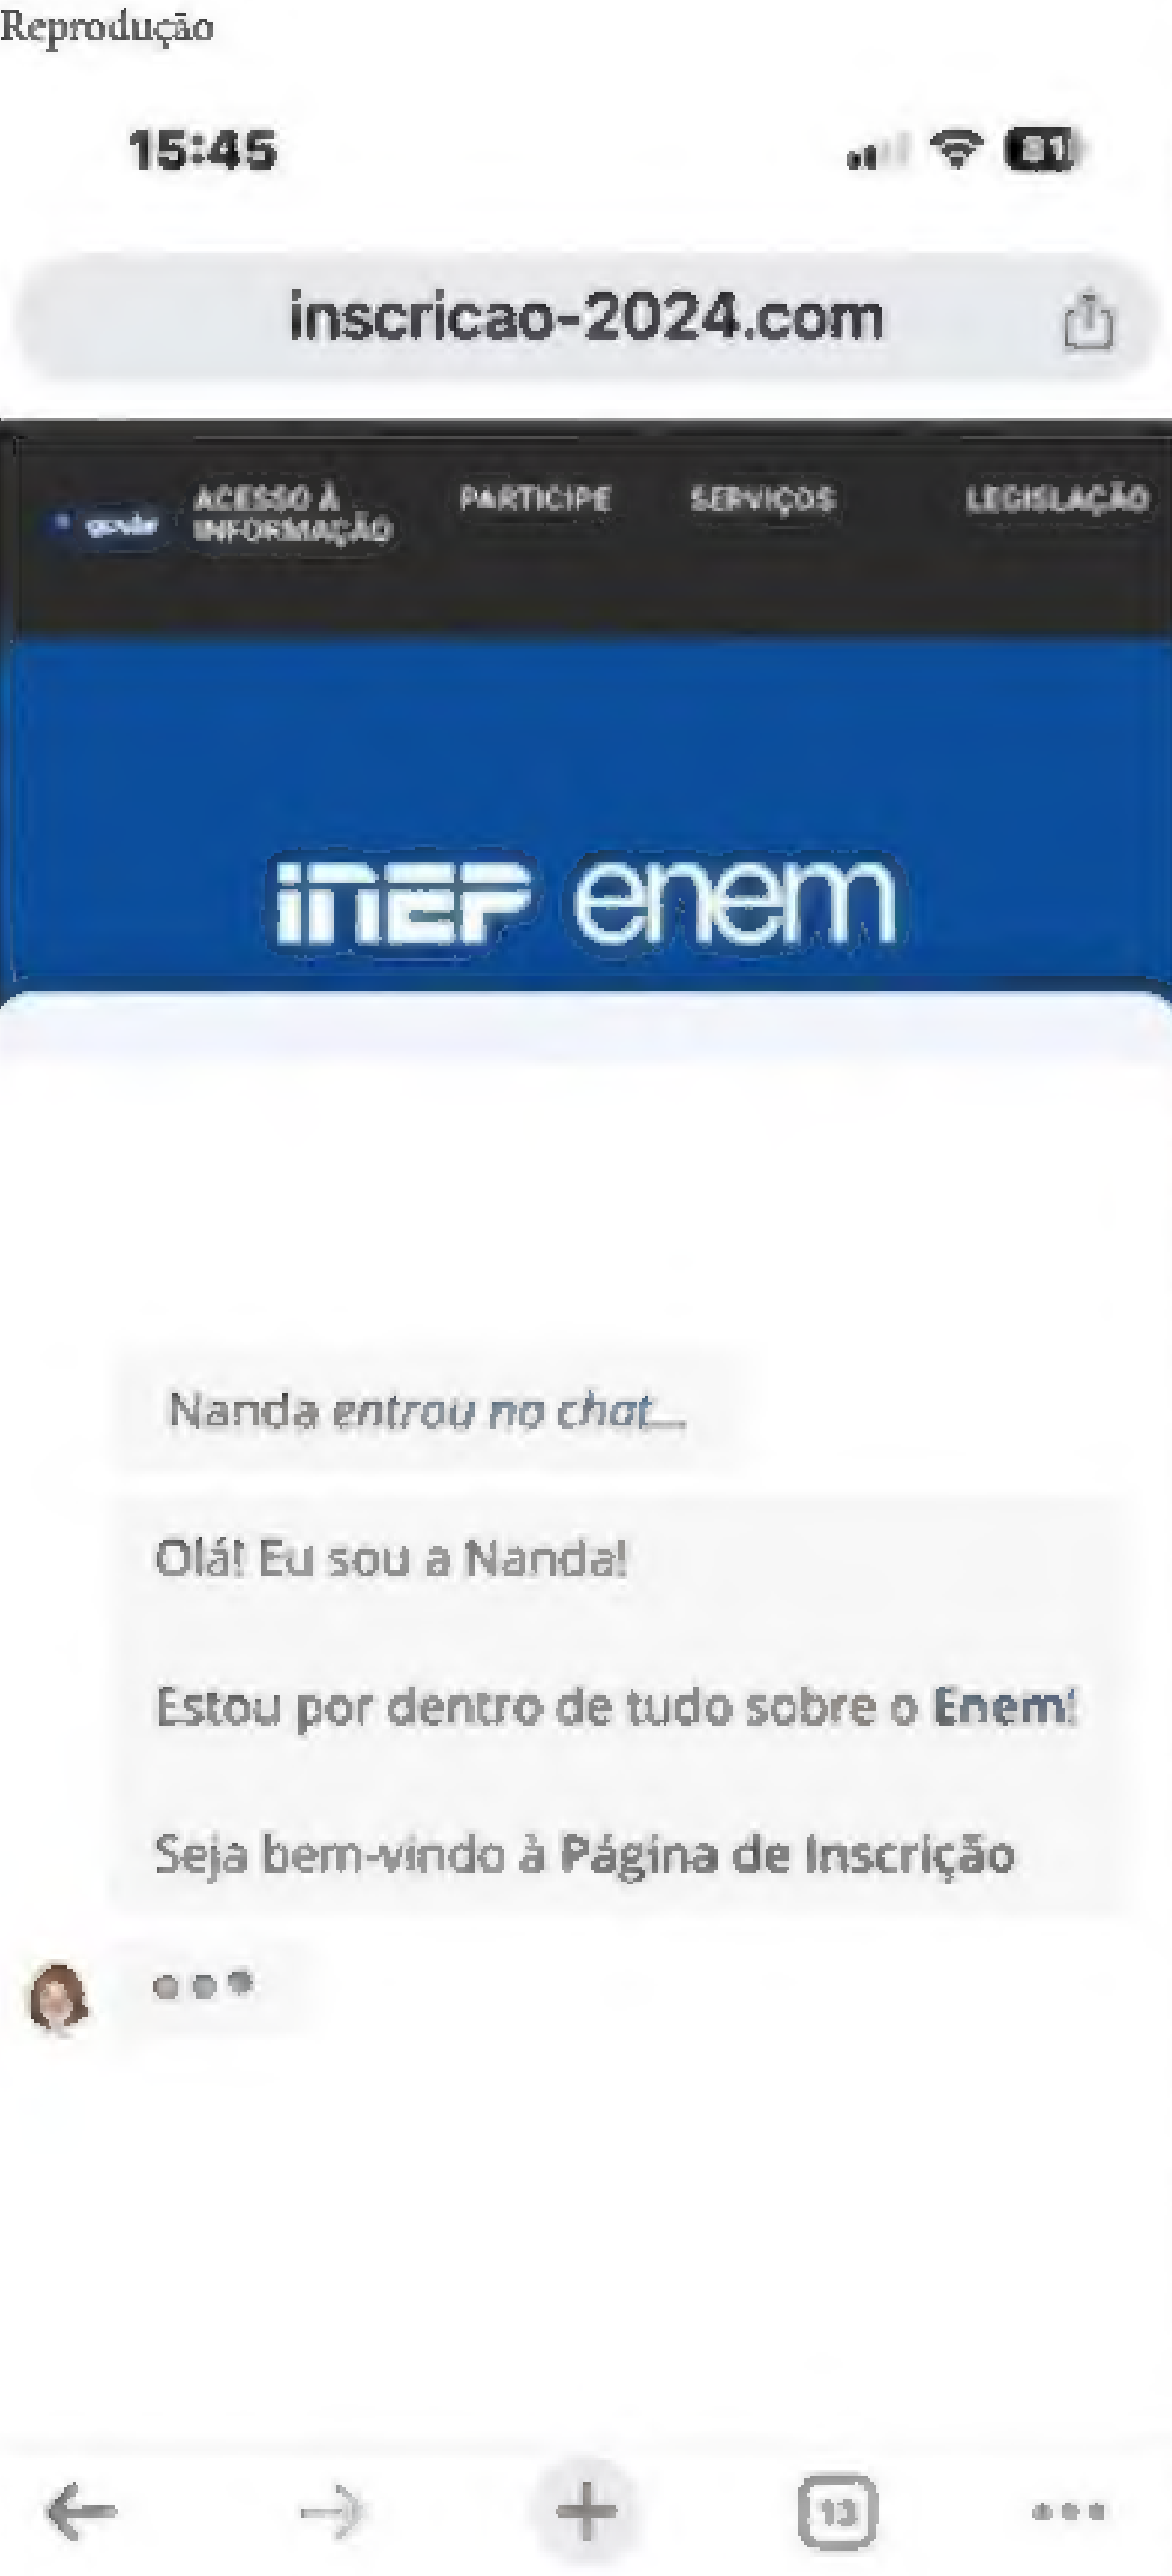 Reprodução
15:45
81
inscricao-2024.com
ACESSO À
INFORMAÇÃO
PARTICIPE
SERVIÇOS
LEGISLAÇÃO
inep enem
Nanda entrou no chat...
Olá! Eu sou a Nanda!
Estou por dentro de tudo sobre o Enem!
Seja bem-vindo à Página de Inscrição
13